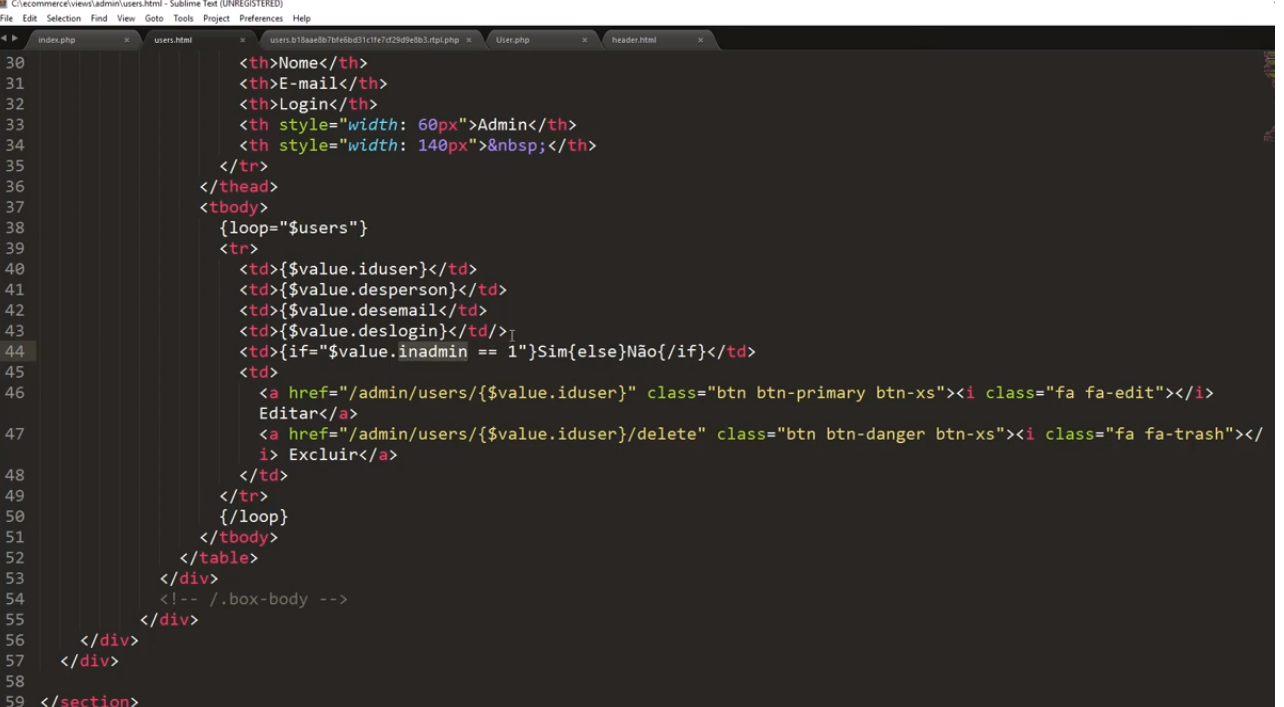 C:\ecommerce\views\admin\users.html - Sublime Text (UNREGISTERED)
File Edit Selection Find View Goto Tools Project Preferences Help
index.php × users.html × users.b18aae8b7bfe6bd31c1fe7cf29d9e8b3.rtpl.php × User.php × header.html ×
30 <th>Nome</th>
31 <th>E-mail</th>
32 <th>Login</th>
33 <th style="width: 60px">Admin</th>
34 <th style="width: 140px">&nbsp;</th>
35 </tr>
36 </thead>
37 <tbody>
38 {loop="$users"}
39 <tr>
40 <td>{$value.iduser}</td>
41 <td>{$value.desperson}</td>
42 <td>{$value.desemail</td>
43 <td>{$value.deslogin}</td/>
44 <td>{if="$value.inadmin == 1"}Sim{else}Não{/if}</td>
45 <td>
46 <a href="/admin/users/{$value.iduser}" class="btn btn-primary btn-xs"><i class="fa fa-edit"></i>
Editar</a>
47 <a href="/admin/users/{$value.iduser}/delete" class="btn btn-danger btn-xs"><i class="fa fa-trash"></
i> Excluir</a>
48 </td>
49 </tr>
50 {/loop}
51 </tbody>
52 </table>
53 </div>
54 <!-- /.box-body -->
55 </div>
56 </div>
57 </div>
58
59 </section>